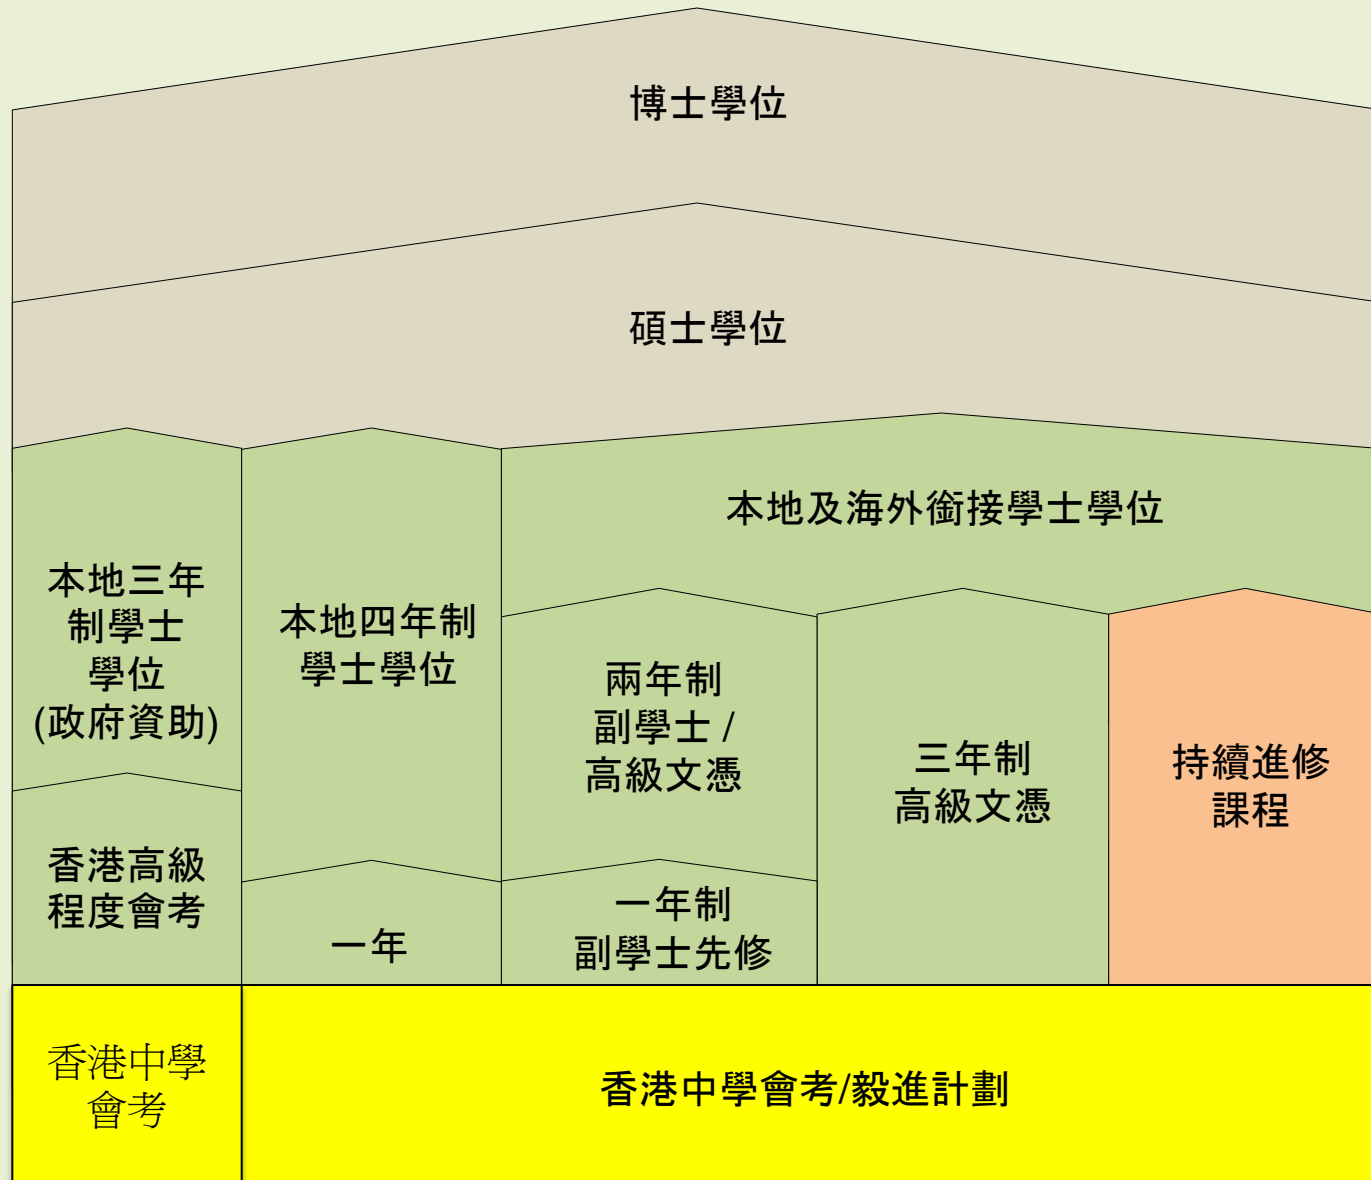 博士學位
碩士學位
本地及海外銜接學士學位
本地三年
制學士
學位
(政府資助)
本地四年制
學士學位
兩年制
副學士 /
高級文憑
三年制
高級文憑
持續進修
課程
香港高級
程度會考
一年
一年制
副學士先修
香港中學
會考
香港中學會考/毅進計劃